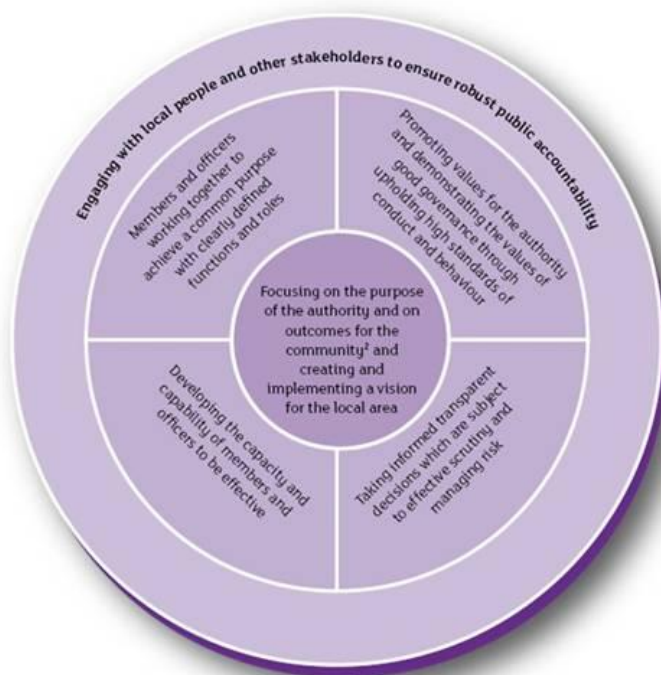 Engaging with local people and other stakeholders to ensure robust public accountability
Members and officers
working together to
achieve a common purpose
with clearly defined
functions and roles
Promoting values for the authority
and demonstrating the values of
good governance through
upholding high standards of
conduct and behaviour
Focusing on the purpose
of the authority and on
outcomes for the
community² and
creating and
implementing a vision
for the local area
Developing the capacity and
capability of members and
officers to be effective
Taking informed transparent
decisions which are subject
to effective scrutiny and
managing risk